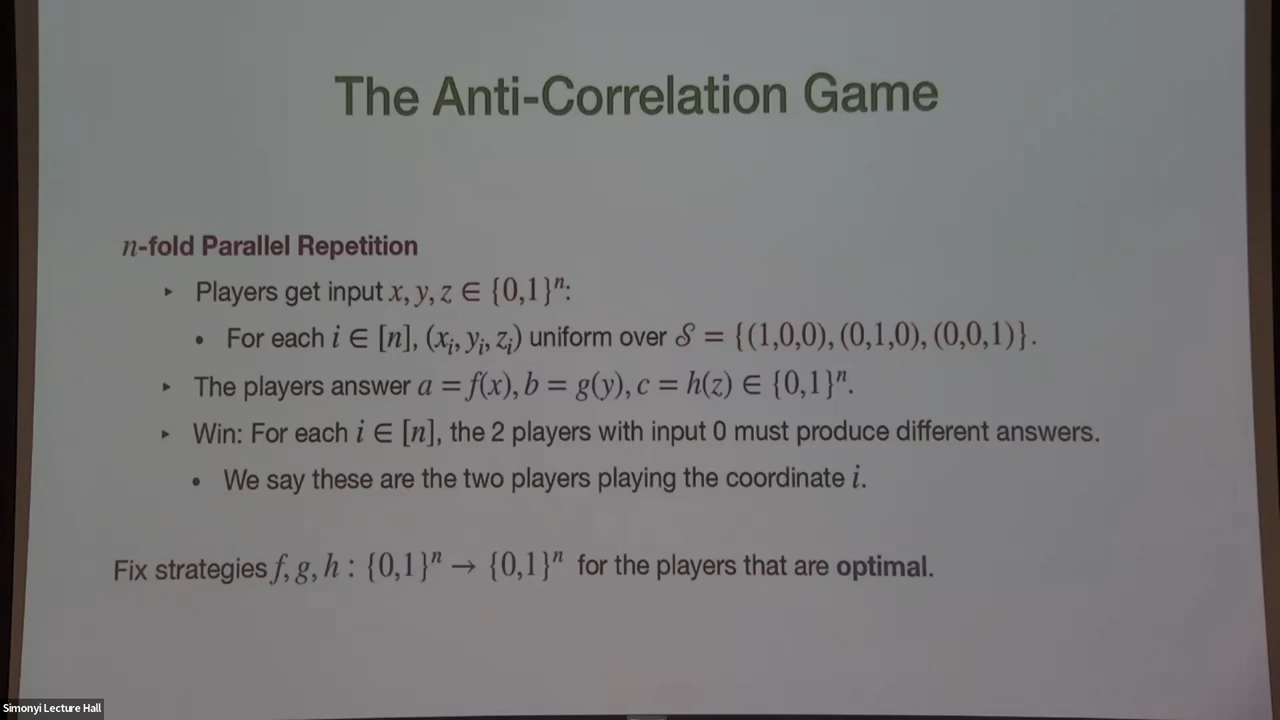 The Anti-Correlation Game
n-fold Parallel Repetition
‣ Players get input x, y, z ∈ {0,1}ⁿ:
• For each i ∈ [n], (xᵢ, yᵢ, zᵢ) uniform over 𝒮 = {(1,0,0), (0,1,0), (0,0,1)}.
‣ The players answer a = f(x), b = g(y), c = h(z) ∈ {0,1}ⁿ.
‣ Win: For each i ∈ [n], the 2 players with input 0 must produce different answers.
• We say these are the two players playing the coordinate i.
Fix strategies f, g, h : {0,1}ⁿ → {0,1}ⁿ for the players that are optimal.
Simonyi Lecture Hall